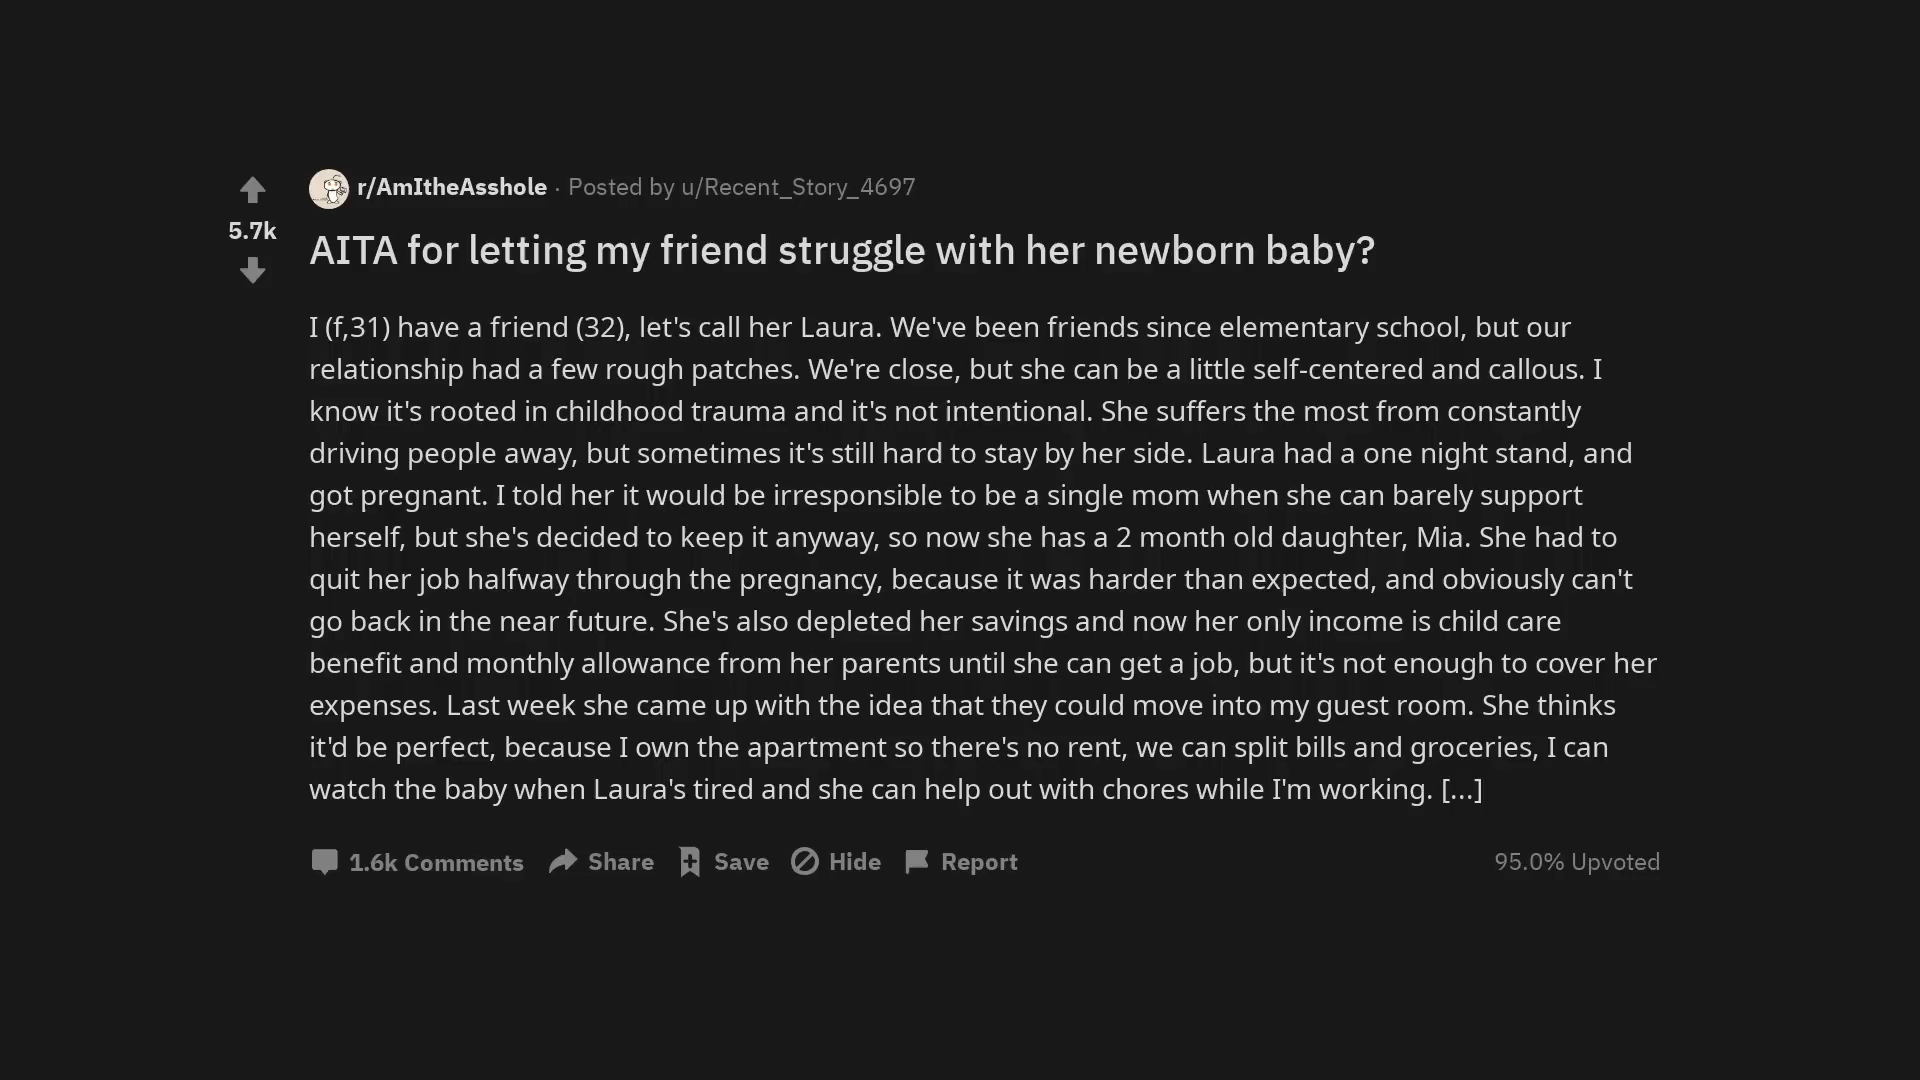 r/AmItheAsshole · Posted by u/Recent_Story_4697
5.7k
AITA for letting my friend struggle with her newborn baby?
I (f,31) have a friend (32), let's call her Laura. We've been friends since elementary school, but our
relationship had a few rough patches. We're close, but she can be a little self-centered and callous. I
know it's rooted in childhood trauma and it's not intentional. She suffers the most from constantly
driving people away, but sometimes it's still hard to stay by her side. Laura had a one night stand, and
got pregnant. I told her it would be irresponsible to be a single mom when she can barely support
herself, but she's decided to keep it anyway, so now she has a 2 month old daughter, Mia. She had to
quit her job halfway through the pregnancy, because it was harder than expected, and obviously can't
go back in the near future. She's also depleted her savings and now her only income is child care
benefit and monthly allowance from her parents until she can get a job, but it's not enough to cover her
expenses. Last week she came up with the idea that they could move into my guest room. She thinks
it'd be perfect, because I own the apartment so there's no rent, we can split bills and groceries, I can
watch the baby when Laura's tired and she can help out with chores while I'm working. [...]
1.6k Comments Share Save Hide Report 95.0% Upvoted